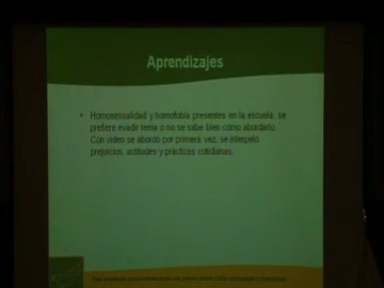 Aprendizajes
• Homosexualidad y homofobia presentes en la escuela, se
prefiere evadir tema o no se sabe bien como abordarlo.
Con video se abordó por primera vez, se interpeló
prejuicios, actitudes y prácticas cotidianas.